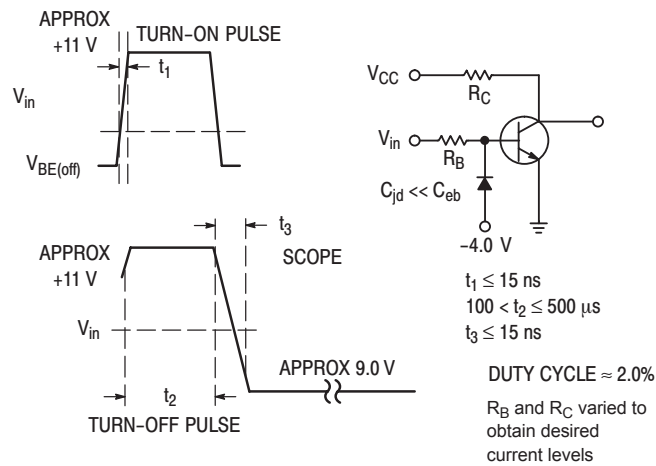 APPROX
+11 V
TURN-ON PULSE
t1
Vin
VBE(off)
t3
APPROX
+11 V
SCOPE
Vin
APPROX 9.0 V
t2
TURN-OFF PULSE
VCC
RC
Vin
RB
Cjd << Ceb
-4.0 V
t1 ≤ 15 ns
100 < t2 ≤ 500 μs
t3 ≤ 15 ns
DUTY CYCLE ≈ 2.0%
RB and RC varied to
obtain desired
current levels